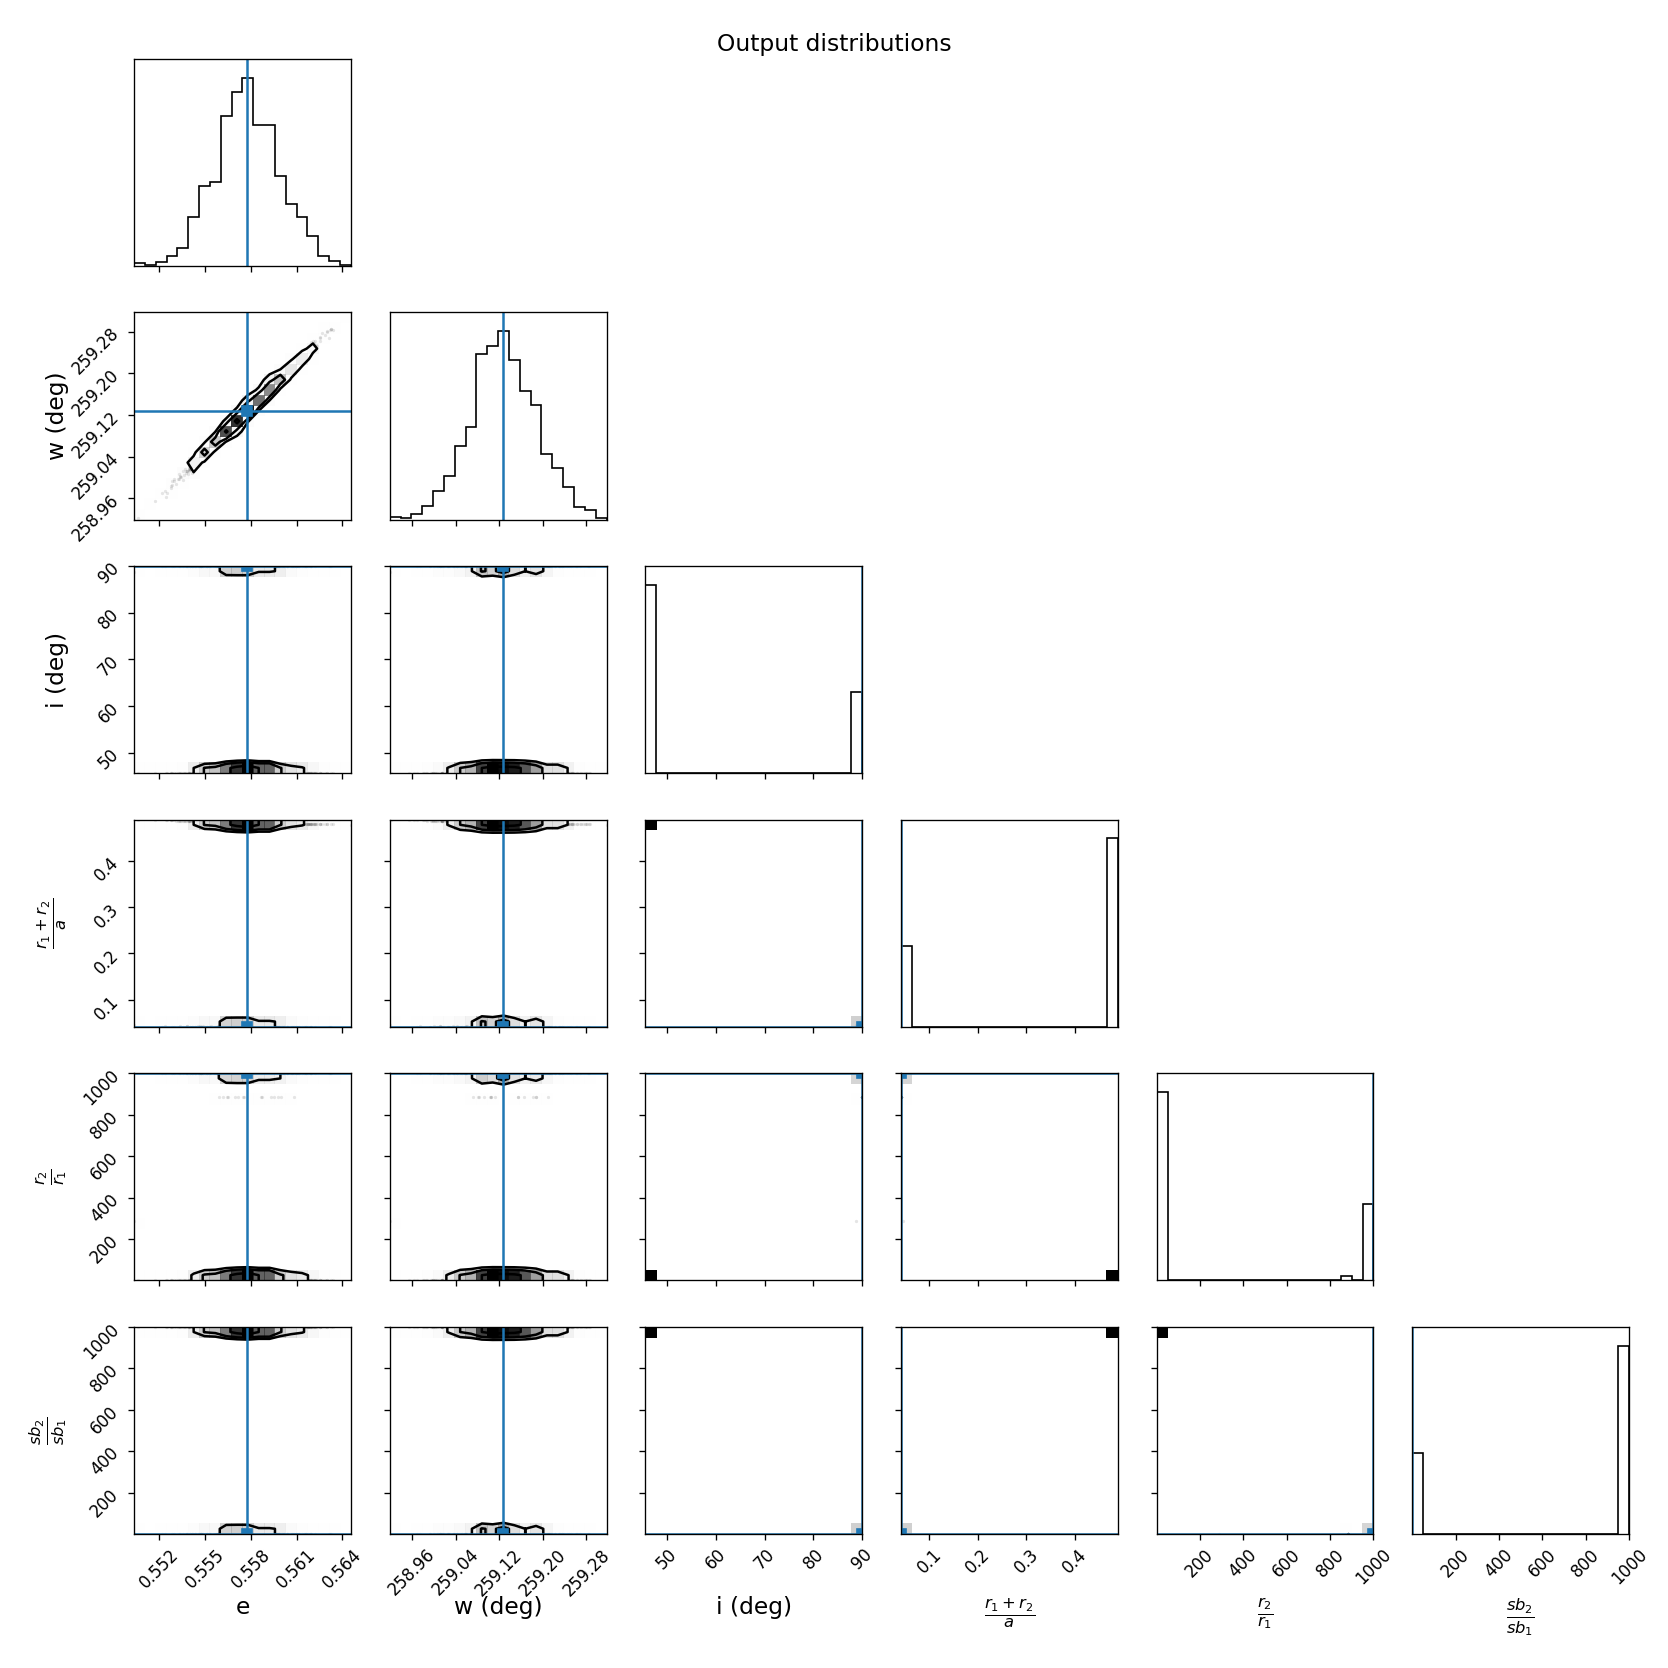 Output distributions
w (deg)
259.28
259.20
259.12
259.04
258.96
i (deg)
90
80
70
60
50
r₁ + r₂
a
0.4
0.3
0.2
0.1
r₂
r₁
1000
800
600
400
200
sb₂
sb₁
1000
800
600
400
200
0.552 0.555 0.558 0.561 0.564
258.96 259.04 259.12 259.20 259.28
50 60 70 80 90
0.1 0.2 0.3 0.4
200 400 600 800 1000
200 400 600 800 1000
e
w (deg)
i (deg)
r₁ + r₂
a
r₂
r₁
sb₂
sb₁